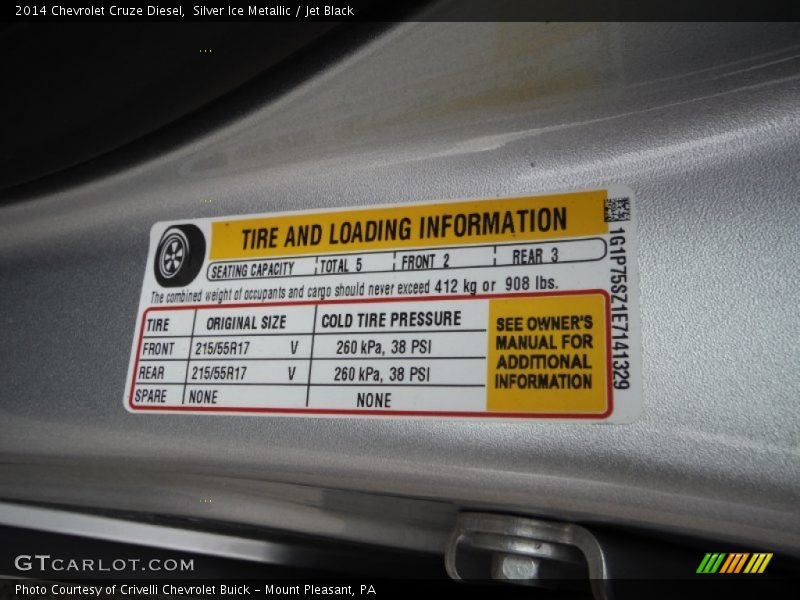 2014 Chevrolet Cruze Diesel,  Silver Ice Metallic / Jet Black
TIRE AND LOADING INFORMATION
SEATING CAPACITY TOTAL 5 FRONT 2 REAR 3
The combined weight of occupants and cargo should never exceed 412 kg or 908 lbs.
TIRE ORIGINAL SIZE COLD TIRE PRESSURE
FRONT 215/55R17 V 260 kPa, 38 PSI
REAR 215/55R17 V 260 kPa, 38 PSI
SPARE NONE NONE
SEE OWNER'S
MANUAL FOR
ADDITIONAL
INFORMATION
1G1P75SZ1E7141329
GTCARLOT.COM
Photo Courtesy of Crivelli Chevrolet Buick - Mount Pleasant, PA